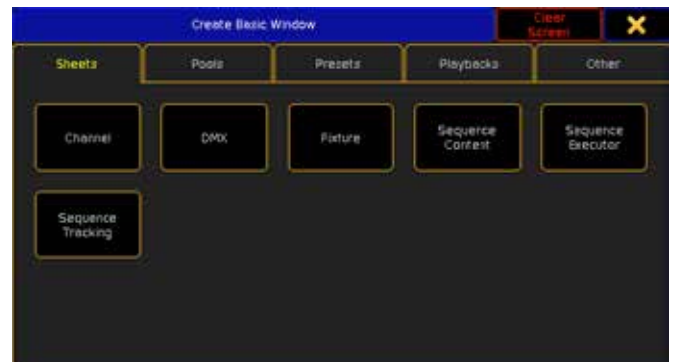 Create Basic Window
Clear
Screen
Sheets
Pools
Presets
Playbacks
Other
Channel
DMX
Fixture
Sequence
Content
Sequence
Executor
Sequence
Tracking